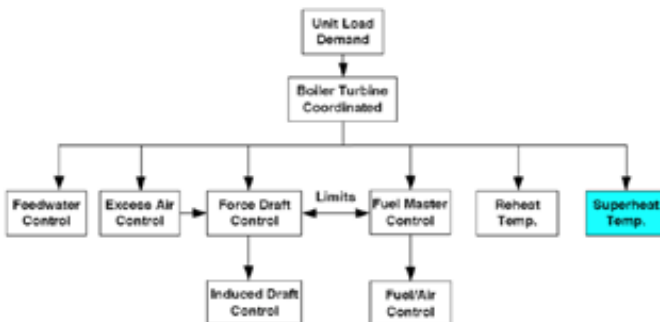 Unit Load
Demand
Boiler Turbine
Coordinated
Feedwater
Control
Excess Air
Control
Force Draft
Control
Limits
Fuel Master
Control
Reheat
Temp.
Superheat
Temp.
Induced Draft
Control
Fuel/Air
Control